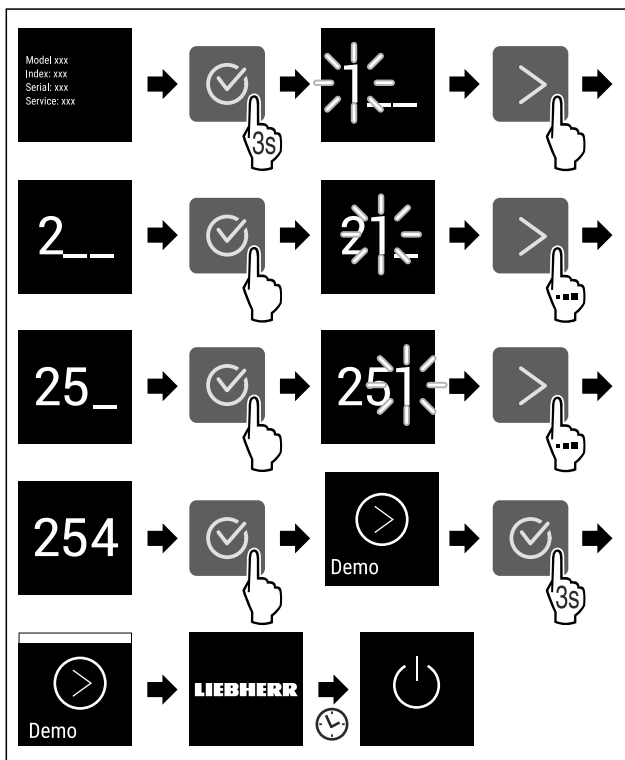 Model xxx
Index: xxx
Serial: xxx
Service: xxx
3s
1__
2__
21_
25_
251
254
Demo
3s
Demo
LIEBHERR